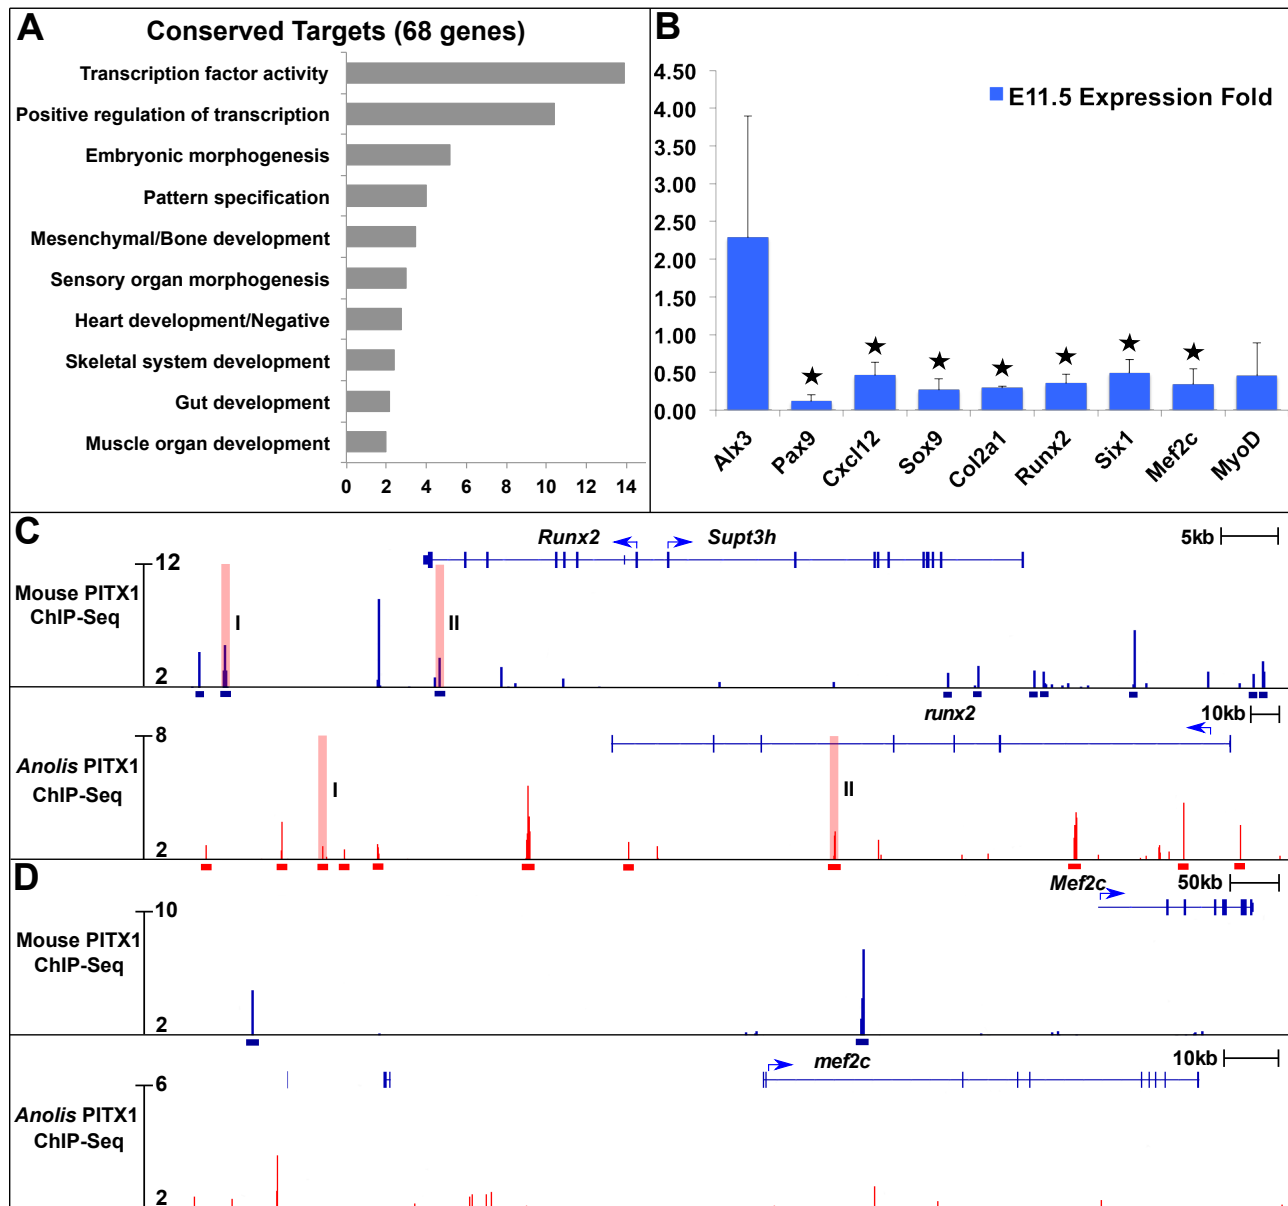 A
Conserved Targets (68 genes)
Transcription factor activity
Positive regulation of transcription
Embryonic morphogenesis
Pattern specification
Mesenchymal/Bone development
Sensory organ morphogenesis
Heart development/Negative
Skeletal system development
Gut development
Muscle organ development
0 2 4 6 8 10 12 14
B
E11.5 Expression Fold
4.50
4.00
3.50
3.00
2.50
2.00
1.50
1.00
0.50
0.00
Alx3 Pax9 Cxcl12 Sox9 Col2a1 Runx2 Six1 Mef2c MyoD
C
Runx2 Supt3h
5kb
12
Mouse PITX1
ChIP-Seq
I II
2
runx2
10kb
8
Anolis PITX1
ChIP-Seq
I II
2
D
Mef2c
50kb
10
Mouse PITX1
ChIP-Seq
2
mef2c
10kb
6
Anolis PITX1
ChIP-Seq
2